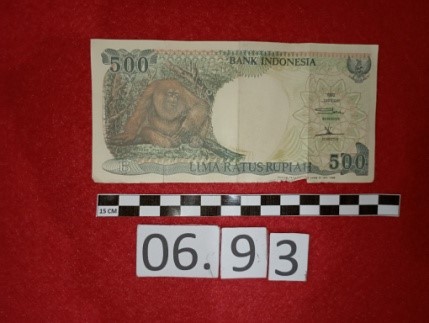 500
BANK INDONESIA
LIMA RATUS RUPIAH
500
15 CM
06.93